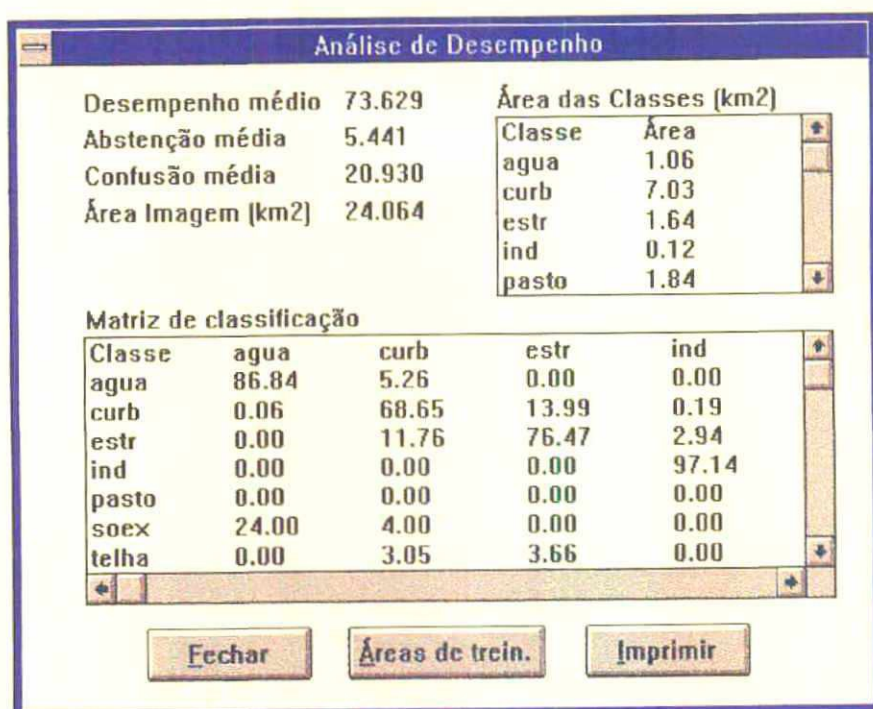 Análise de Desempenho
Desempenho médio 73.629
Abstenção média 5.441
Confusão média 20.930
Área Imagem (km2) 24.064
Área das Classes (km2)
Classe Área
agua 1.06
curb 7.03
estr 1.64
ind 0.12
pasto 1.84
Matriz de classificação
Classe agua curb estr ind
agua 86.84 5.26 0.00 0.00
curb 0.06 68.65 13.99 0.19
estr 0.00 11.76 76.47 2.94
ind 0.00 0.00 0.00 97.14
pasto 0.00 0.00 0.00 0.00
soex 24.00 4.00 0.00 0.00
telha 0.00 3.05 3.66 0.00
Fechar Áreas de trein. Imprimir